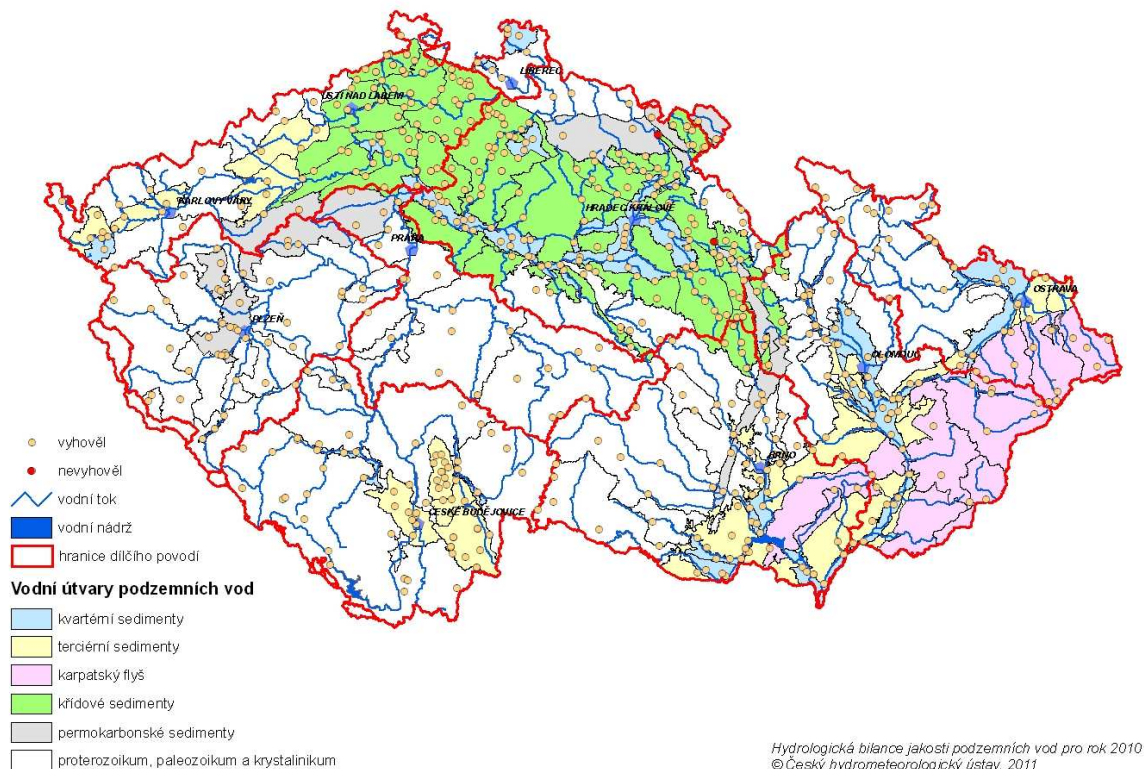 LIBEREC
ÚSTÍ NAD LABEM
KARLOVY VARY
HRADEC KRÁLOVÉ
PRAHA
OSTRAVA
PLZEŇ
OLOMOUC
BRNO
ČESKÉ BUDĚJOVICE
vyhověl
nevyhověl
vodní tok
vodní nádrž
hranice dílčího povodí
Vodní útvary podzemních vod
kvartérní sedimenty
terciérní sedimenty
karpatský flyš
křídové sedimenty
permokarbonské sedimenty
proterozoikum, paleozoikum a krystalinikum
Hydrologická bilance jakosti podzemních vod pro rok 2010
© Český hydrometeorologický ústav, 2011